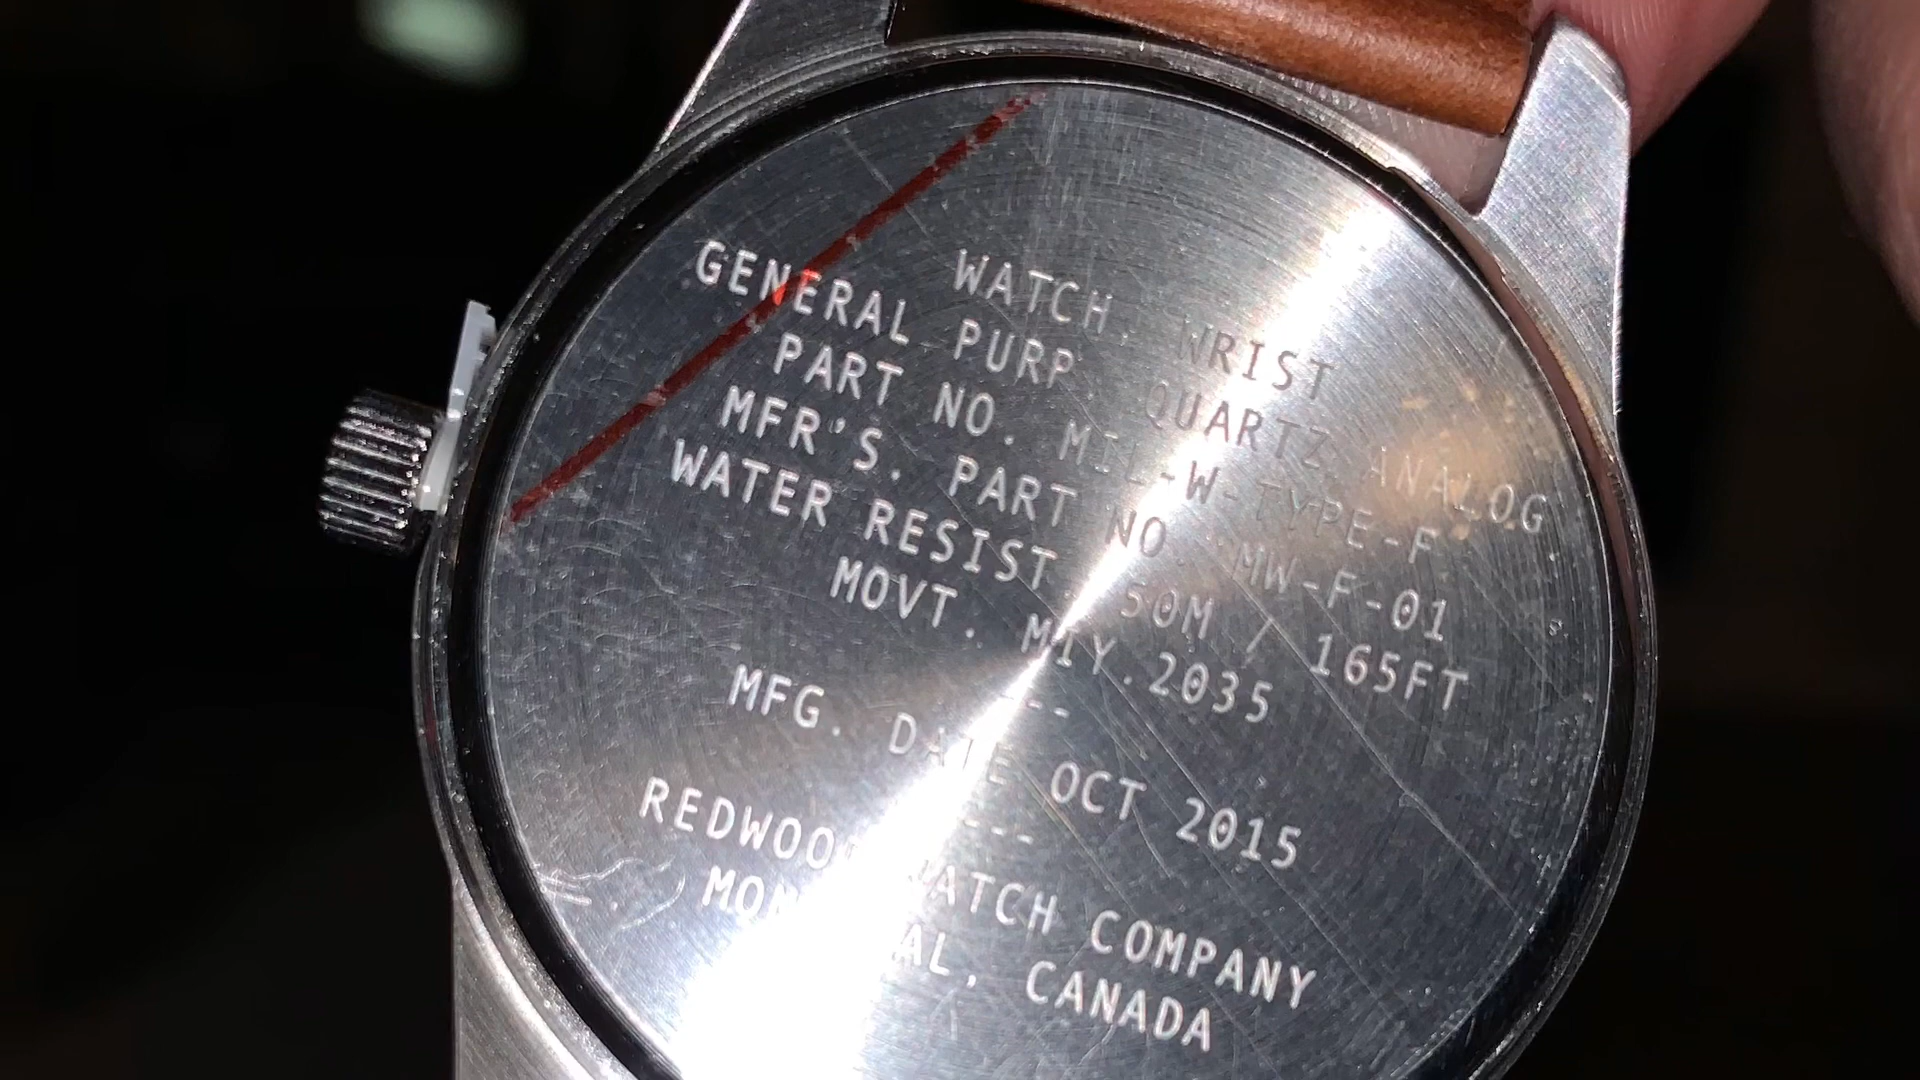 WATCH, WRIST
GENERAL PURP. QUARTZ ANALOG
PART NO. MIL-W-TYPE-F
MFR'S. PART NO. MW-F-01
WATER RESIST. 50M / 165FT
MOVT. MIY.2035
---
MFG. DATE OCT 2015
---
REDWOOD WATCH COMPANY
MONTREAL, CANADA